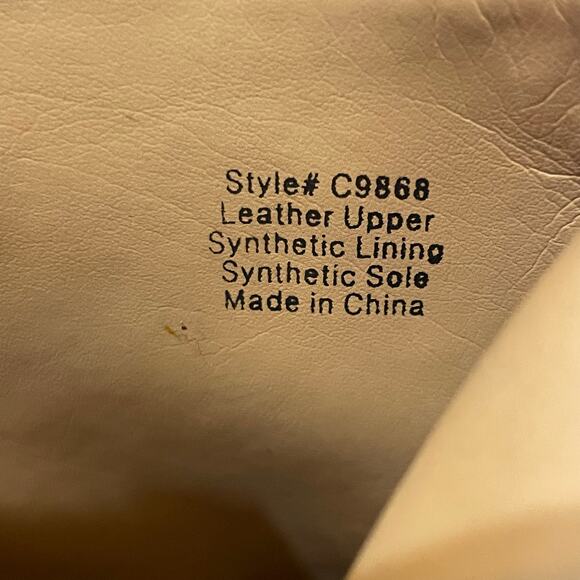 Style# C9868
Leather Upper
Synthetic Lining
Synthetic Sole
Made in China